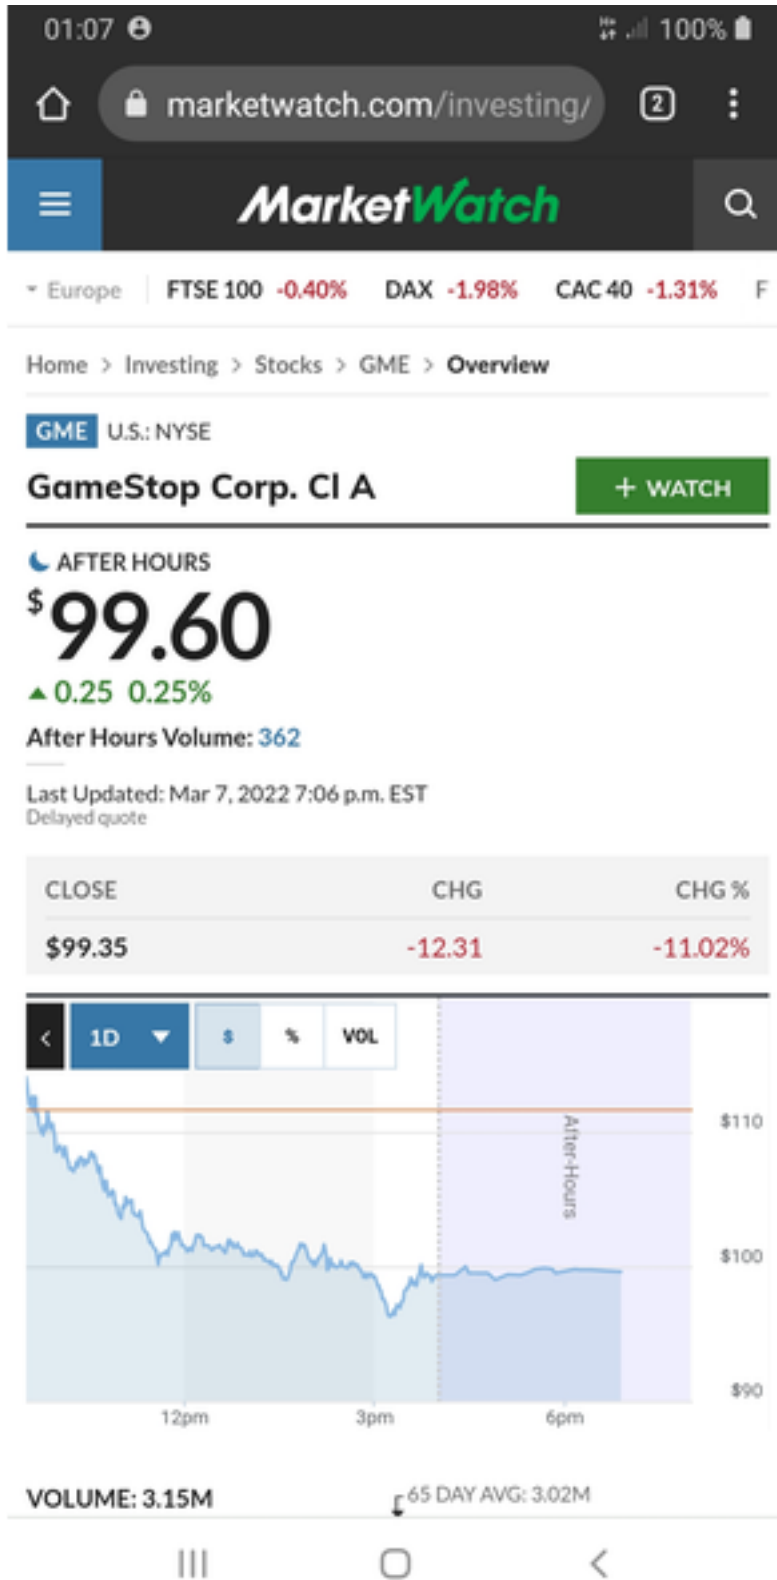 01:07 100%
marketwatch.com/investing/ 2
MarketWatch
Europe FTSE 100 -0.40% DAX -1.98% CAC 40 -1.31% F
Home > Investing > Stocks > GME > Overview
GME U.S.: NYSE
GameStop Corp. Cl A + WATCH
AFTER HOURS
$99.60
0.25 0.25%
After Hours Volume: 362
Last Updated: Mar 7, 2022 7:06 p.m. EST
Delayed quote
CLOSE CHG CHG %
$99.35 -12.31 -11.02%
< 1D $ % VOL
$110
After-Hours
$100
$90
12pm 3pm 6pm
VOLUME: 3.15M 65 DAY AVG: 3.02M